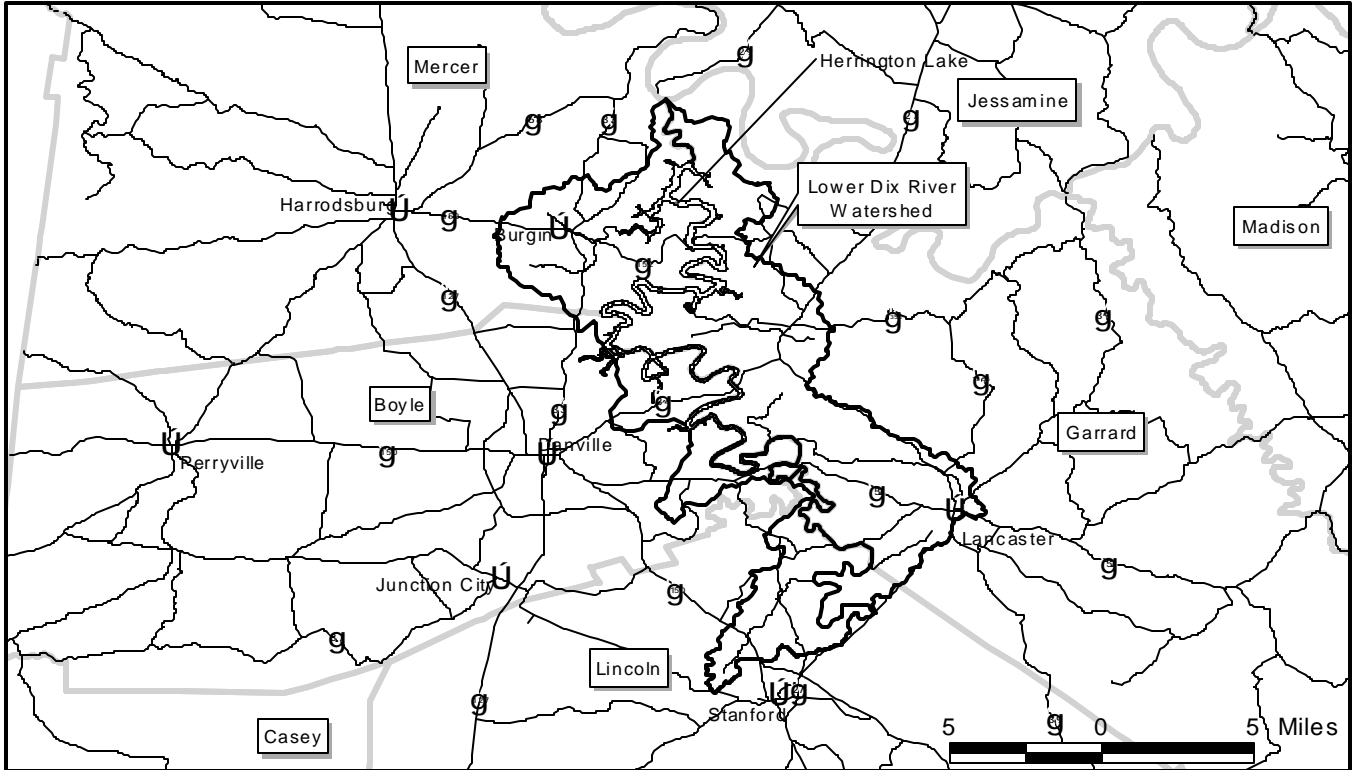 Herrington Lake
Mercer
Jessamine
Lower Dix River
Watershed
Harrodsburg
Burgin
Madison
Boyle
Garrard
Danville
Perryville
Lancaster
Junction City
Lincoln
Stanford
Casey
5 0 5 Miles